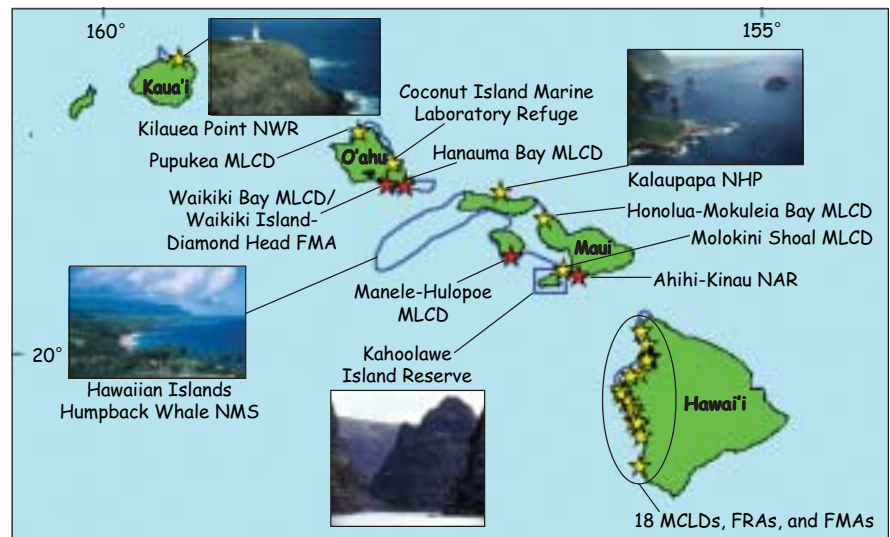 160°
155°
Kaua'i
Kilauea Point NWR
Coconut Island Marine
Laboratory Refuge
Pupukea MLCD
O'ahu
Hanauma Bay MLCD
Kalaupapa NHP
Waikiki Bay MLCD/
Waikiki Island-
Diamond Head FMA
Honolua-Mokuleia Bay MLCD
Molokini Shoal MLCD
Maui
Ahihi-Kinau NAR
Manele-Hulopoe
MLCD
20°
Kahoolawe
Island Reserve
Hawaiian Islands
Humpback Whale NMS
Hawai'i
18 MCLDs, FRAs, and FMAs